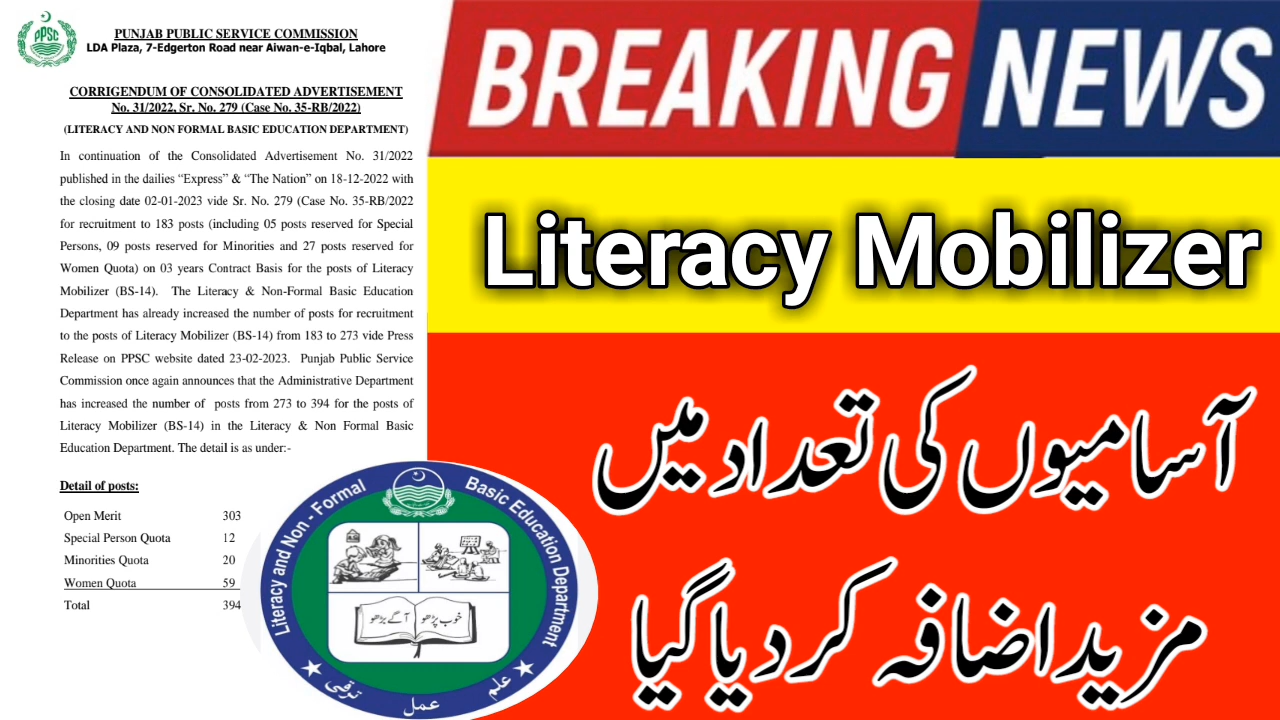 PPSC
PUNJAB PUBLIC SERVICE COMMISSION
LDA Plaza, 7-Edgerton Road near Aiwan-e-Iqbal, Lahore
CORRIGENDUM OF CONSOLIDATED ADVERTISEMENT
No. 31/2022, Sr. No. 279 (Case No. 35-RB/2022)
(LITERACY AND NON FORMAL BASIC EDUCATION DEPARTMENT)
In continuation of the Consolidated Advertisement No. 31/2022
published in the dailies “Express” & “The Nation” on 18-12-2022 with
the closing date 02-01-2023 vide Sr. No. 279 (Case No. 35-RB/2022
for recruitment to 183 posts (including 05 posts reserved for Special
Persons, 09 posts reserved for Minorities and 27 posts reserved for
Women Quota) on 03 years Contract Basis for the posts of Literacy
Mobilizer (BS-14). The Literacy & Non-Formal Basic Education
Department has already increased the number of posts for recruitment
to the posts of Literacy Mobilizer (BS-14) from 183 to 273 vide Press
Release on PPSC website dated 23-02-2023. Punjab Public Service
Commission once again announces that the Administrative Department
has increased the number of posts from 273 to 394 for the posts of
Literacy Mobilizer (BS-14) in the Literacy & Non Formal Basic
Education Department. The detail is as under:-
Detail of posts:
Open Merit 303
Special Person Quota 12
Minorities Quota 20
Women Quota 59
Total 394
Literacy and Non - Formal Basic Education Department
خوب پڑھو آگے بڑھو
علم عمل ترقی
BREAKING NEWS
Literacy Mobilizer
آسامیوں کی تعداد میں
مزید اضافہ کر دیا گیا